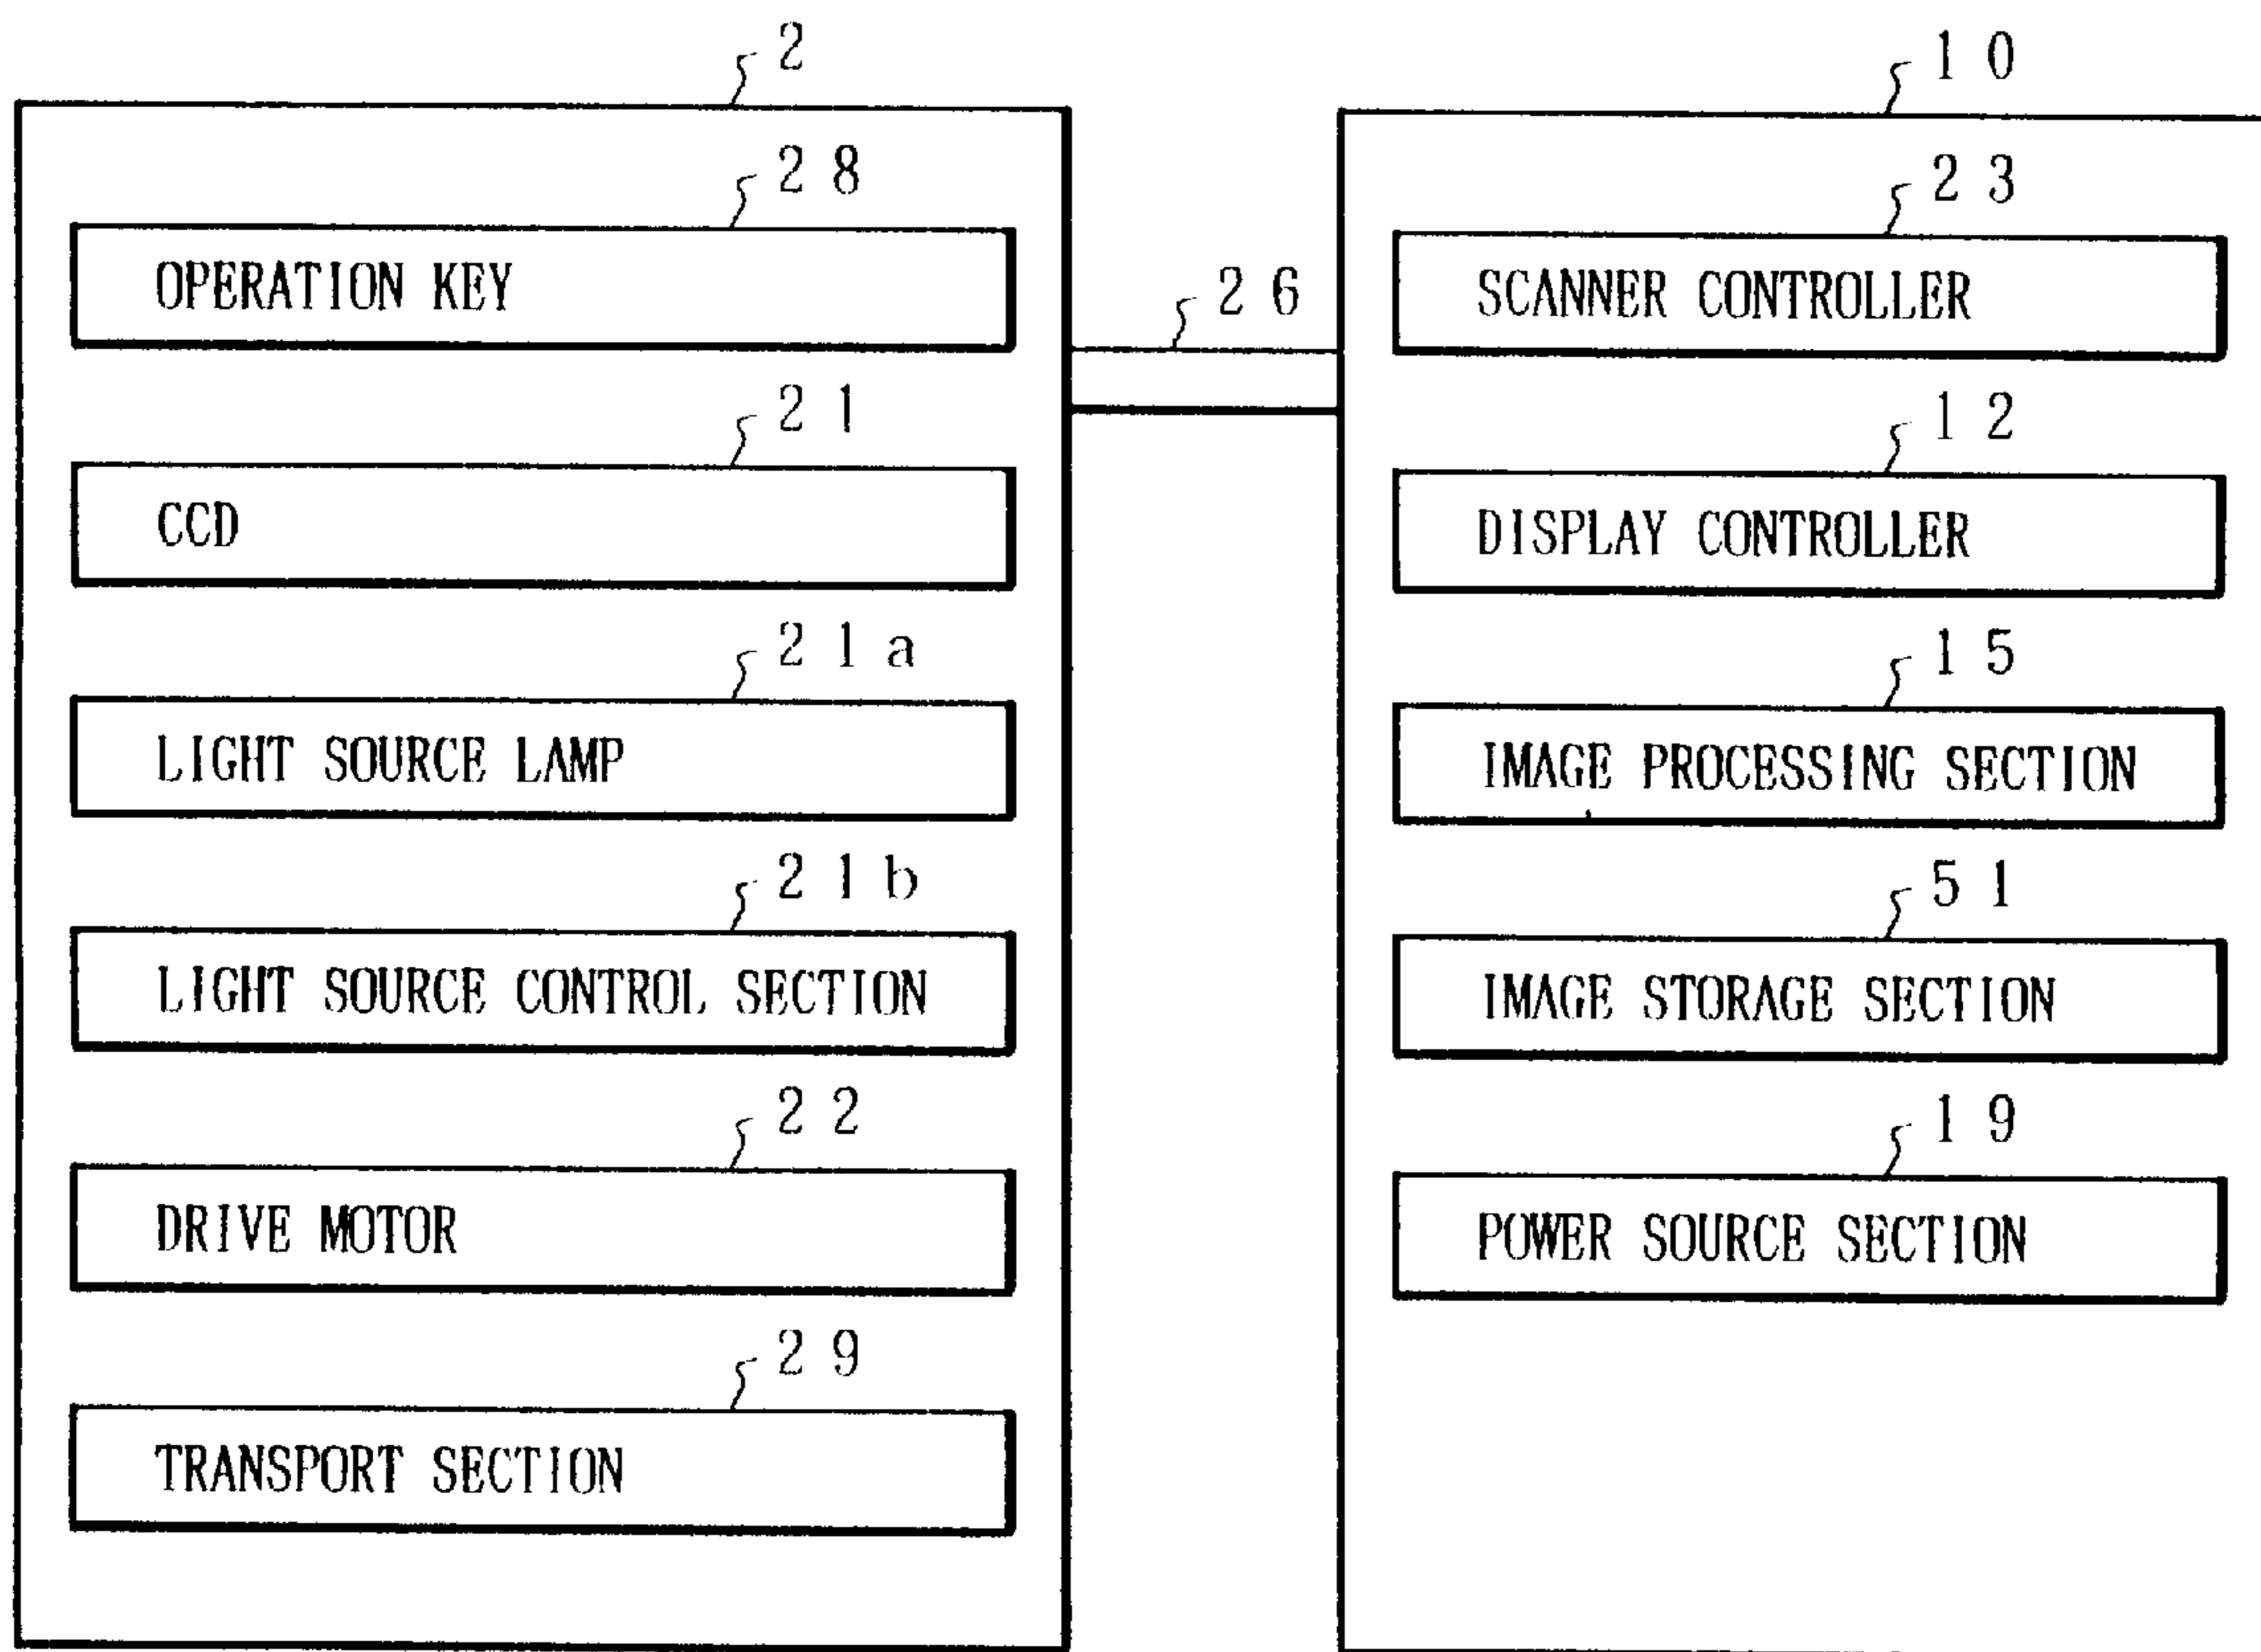 2
28
OPERATION KEY
21
CCD
21a
LIGHT SOURCE LAMP
21b
LIGHT SOURCE CONTROL SECTION
22
DRIVE MOTOR
29
TRANSPORT SECTION
26
10
23
SCANNER CONTROLLER
12
DISPLAY CONTROLLER
15
IMAGE PROCESSING SECTION
51
IMAGE STORAGE SECTION
19
POWER SOURCE SECTION